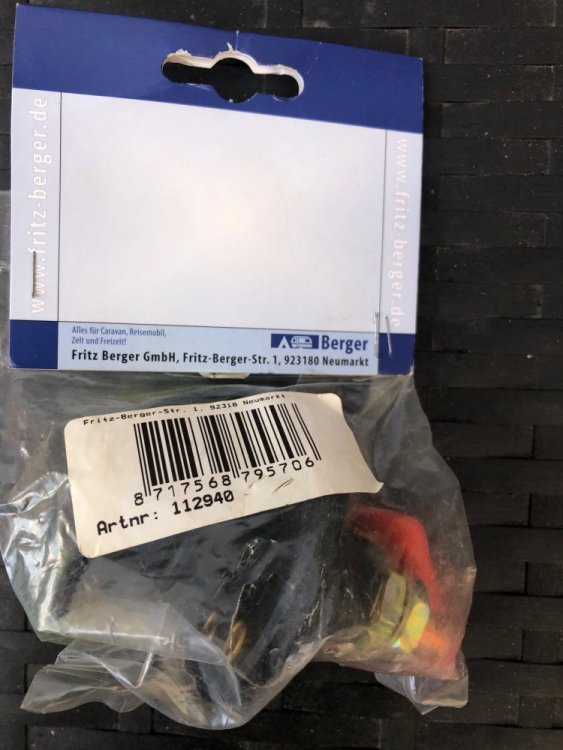 www.fritz-berger.de
www.fritz-berger.de
Alles für Caravan, Reisemobil,
Zelt und Freizeit!
Berger
Fritz Berger GmbH, Fritz-Berger-Str. 1, 923180 Neumarkt
Fritz-Berger-Str. 1, 92318 Neumarkt
8 717568 795706
Artnr: 112940